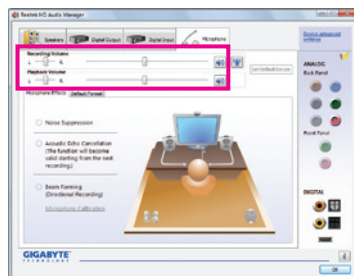 Realtek HD Audio Manager
Speakers
Digital Output
Digital Input
Microphone
Device advanced settings
Recording Volume
L R
Set Default Device
Playback Volume
L R
Microphone Effects
Default Format
ANALOG
Back Panel
Noise Suppression
Acoustic Echo Cancellation
(The function will become
valid starting from the next
recording.)
Front Panel
Beam Forming
(Directional Recording)
Microphone Calibration
DIGITAL
GIGABYTE
TECHNOLOGY
i
OK